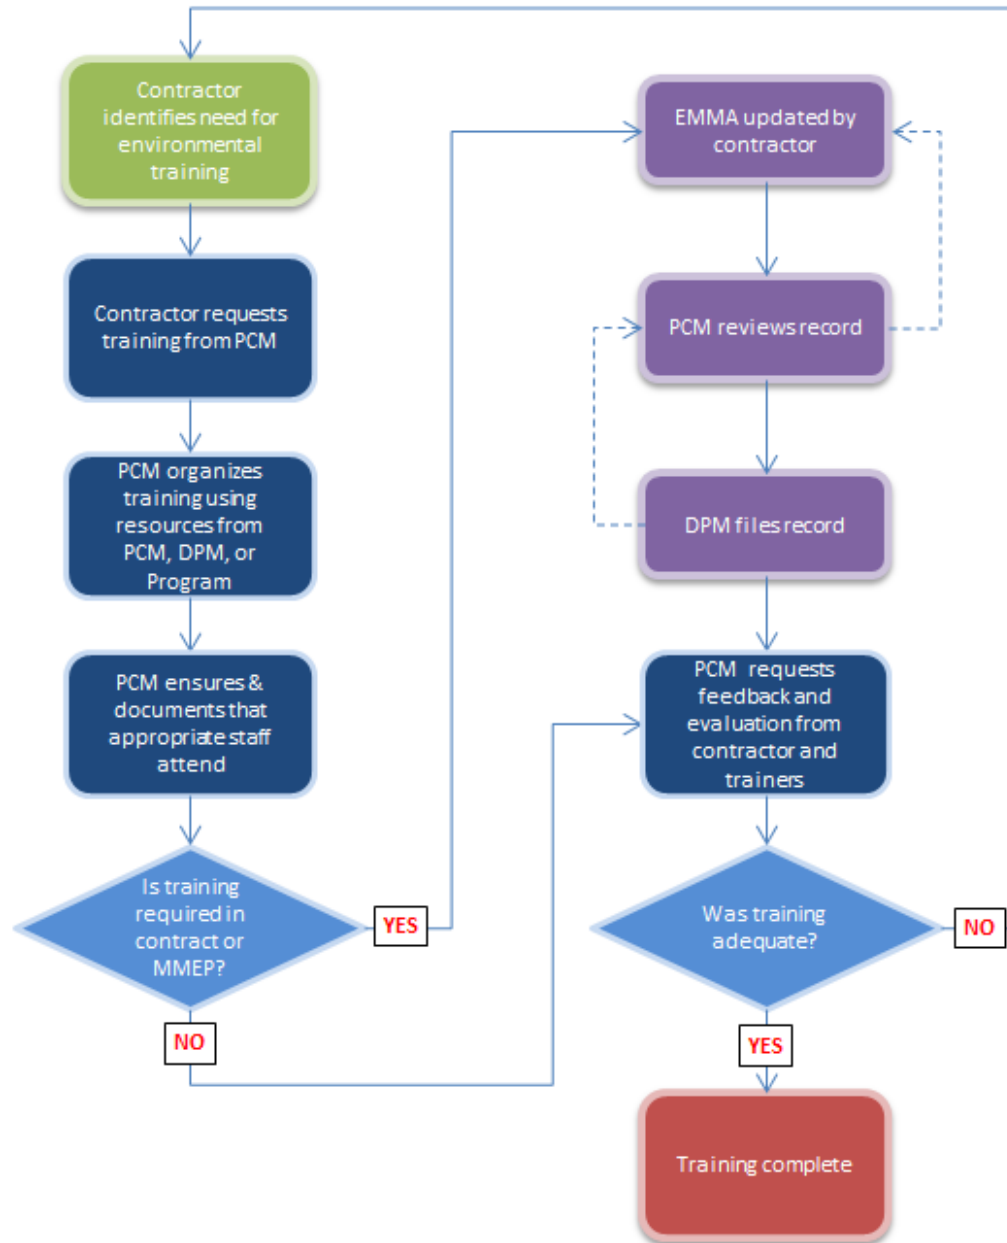 Contractor
identifies need for
environmental
training
Contractor requests
training from PCM
PCM organizes
training using
resources from
PCM, DPM, or
Program
PCM ensures &
documents that
appropriate staff
attend
Is training
required in
contract or
MMEP?
YES
NO
EMMA updated by
contractor
PCM reviews record
DPM files record
PCM requests
feedback and
evaluation from
contractor and
trainers
Was training
adequate?
NO
YES
Training complete